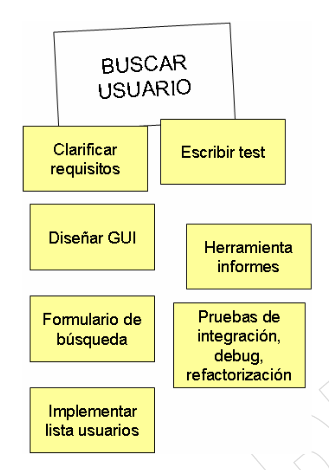 BUSCAR
USUARIO
Clarificar
requisitos
Escribir test
Diseñar GUI
Herramienta
informes
Formulario de
búsqueda
Pruebas de
integración,
debug,
refactorización
Implementar
lista usuarios